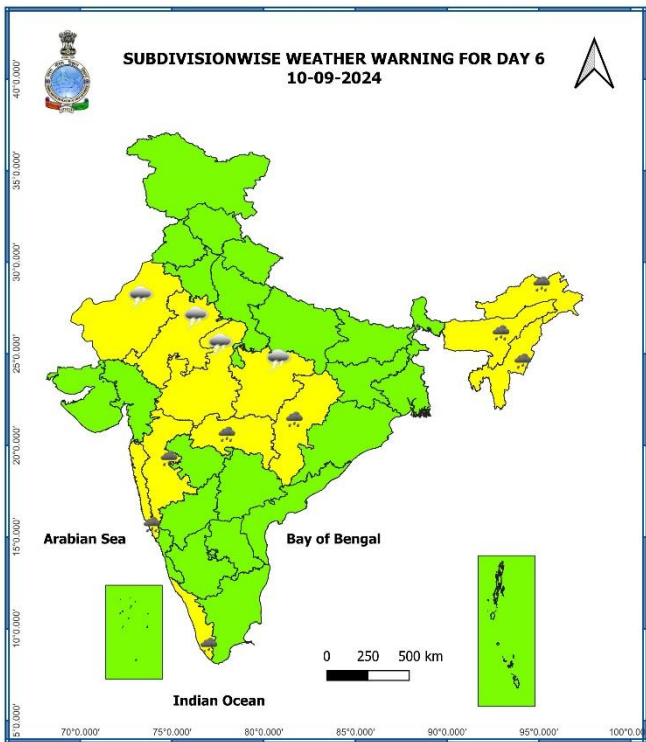 SUBDIVISIONWISE WEATHER WARNING FOR DAY 6
10-09-2024
40°0.000'
35°0.000'
30°0.000'
25°0.000'
20°0.000'
15°0.000'
10°0.000'
5°0.000'
Arabian Sea
Bay of Bengal
0 250 500 km
Indian Ocean
70°0.000' 75°0.000' 80°0.000' 85°0.000' 90°0.000' 95°0.000' 100°0.000'